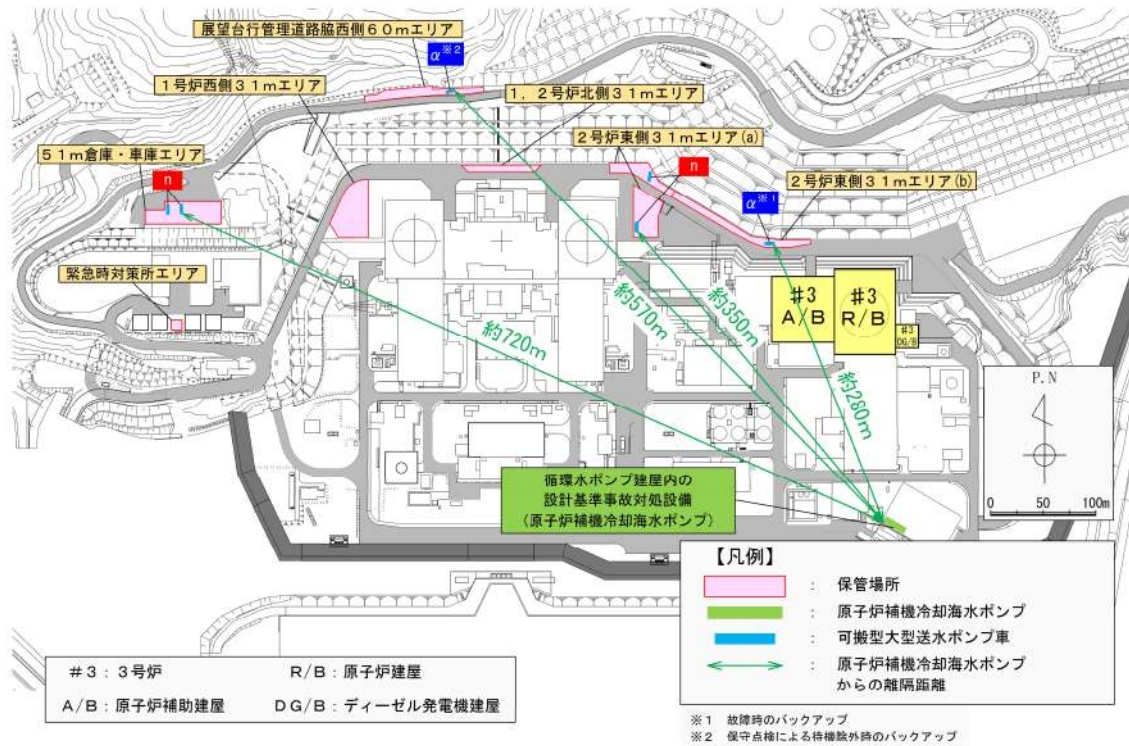 展望台行管理道路脇西側６０ｍエリア
α※2
１号炉西側３１ｍエリア
１，２号炉北側３１ｍエリア
２号炉東側３１ｍエリア(a)
５１ｍ倉庫・車庫エリア
n
n
２号炉東側３１ｍエリア(b)
α※1
緊急時対策所エリア
＃３
A/B
＃３
R/B
＃３
DG/B
約720m
約570m
約350m
約280m
P.N
0 50 100m
循環水ポンプ建屋内の
設計基準事故対処設備
（原子炉補機冷却海水ポンプ）
【凡例】
： 保管場所
： 原子炉補機冷却海水ポンプ
： 可搬型大型送水ポンプ車
： 原子炉補機冷却海水ポンプ
からの離隔距離
＃３：３号炉 Ｒ/Ｂ：原子炉建屋
Ａ/Ｂ：原子炉補助建屋 ＤＧ/Ｂ：ディーゼル発電機建屋
※１ 故障時のバックアップ
※２ 保守点検による待機除外時のバックアップ